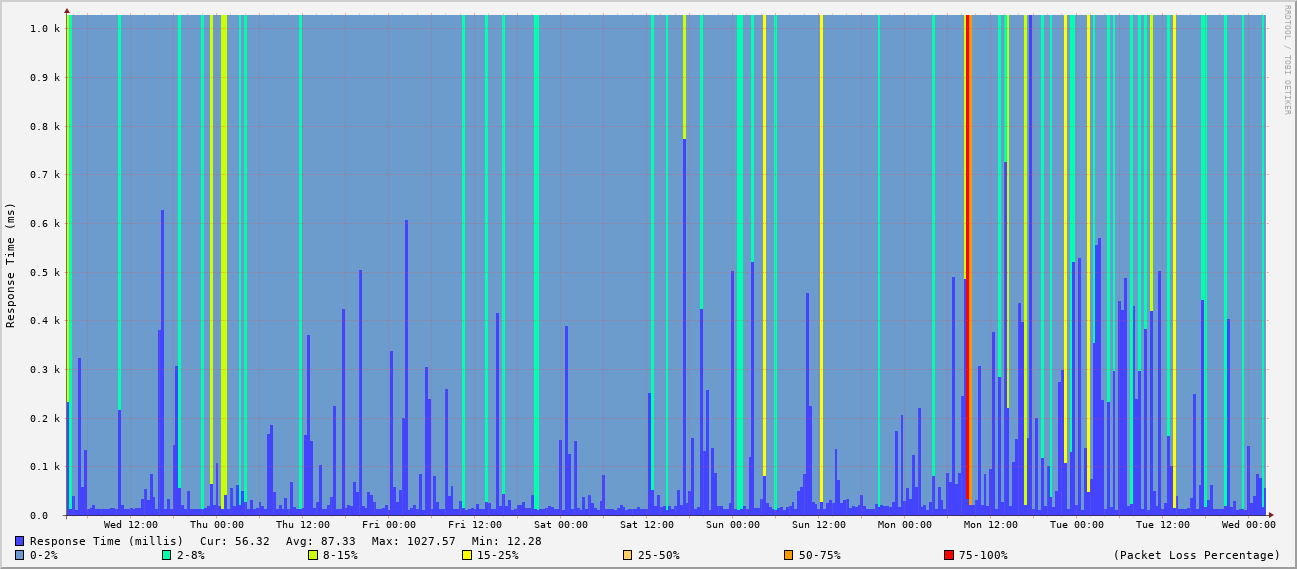 RRDTOOL / TOBI OETIKER
Response Time (ms)
1.0 k
0.9 k
0.8 k
0.7 k
0.6 k
0.5 k
0.4 k
0.3 k
0.2 k
0.1 k
0.0
Wed 12:00 Thu 00:00 Thu 12:00 Fri 00:00 Fri 12:00 Sat 00:00 Sat 12:00 Sun 00:00 Sun 12:00 Mon 00:00 Mon 12:00 Tue 00:00 Tue 12:00 Wed 00:00
Response Time (millis) Cur: 56.32 Avg: 87.33 Max: 1027.57 Min: 12.28
0-2% 2-8% 8-15% 15-25% 25-50% 50-75% 75-100% (Packet Loss Percentage)